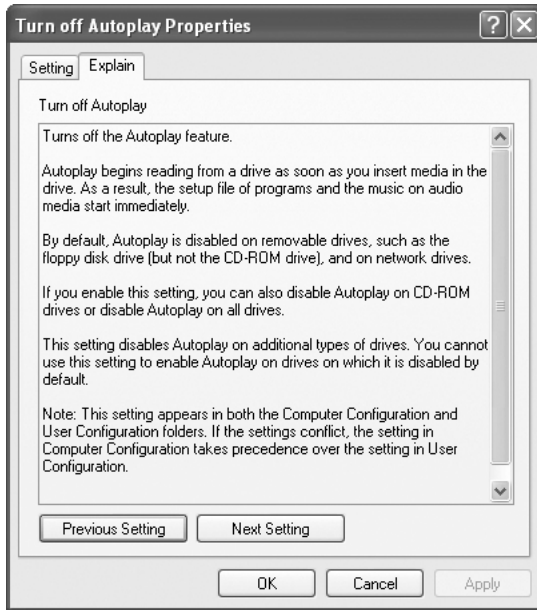 Turn off Autoplay Properties
Setting
Explain
Turn off Autoplay
Turns off the Autoplay feature.
Autoplay begins reading from a drive as soon as you insert media in the
drive. As a result, the setup file of programs and the music on audio
media start immediately.
By default, Autoplay is disabled on removable drives, such as the
floppy disk drive (but not the CD-ROM drive), and on network drives.
If you enable this setting, you can also disable Autoplay on CD-ROM
drives or disable Autoplay on all drives.
This setting disables Autoplay on additional types of drives. You cannot
use this setting to enable Autoplay on drives on which it is disabled by
default.
Note: This setting appears in both the Computer Configuration and
User Configuration folders. If the settings conflict, the setting in
Computer Configuration takes precedence over the setting in User
Configuration.
Previous Setting
Next Setting
OK
Cancel
Apply